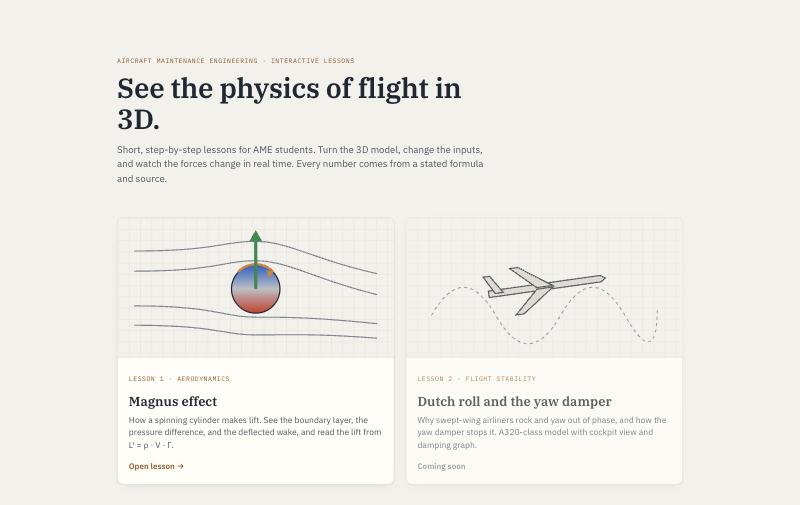 AIRCRAFT MAINTENANCE ENGINEERING · INTERACTIVE LESSONS
See the physics of flight in
3D.
Short, step-by-step lessons for AME students. Turn the 3D model, change the inputs,
and watch the forces change in real time. Every number comes from a stated formula
and source.
LESSON 1 · AERODYNAMICS
Magnus effect
How a spinning cylinder makes lift. See the boundary layer, the
pressure difference, and the deflected wake, and read the lift from
L' = ρ · V · Γ.
Open lesson →
LESSON 2 · FLIGHT STABILITY
Dutch roll and the yaw damper
Why swept-wing airliners rock and yaw out of phase, and how the
yaw damper stops it. A320-class model with cockpit view and
damping graph.
Coming soon